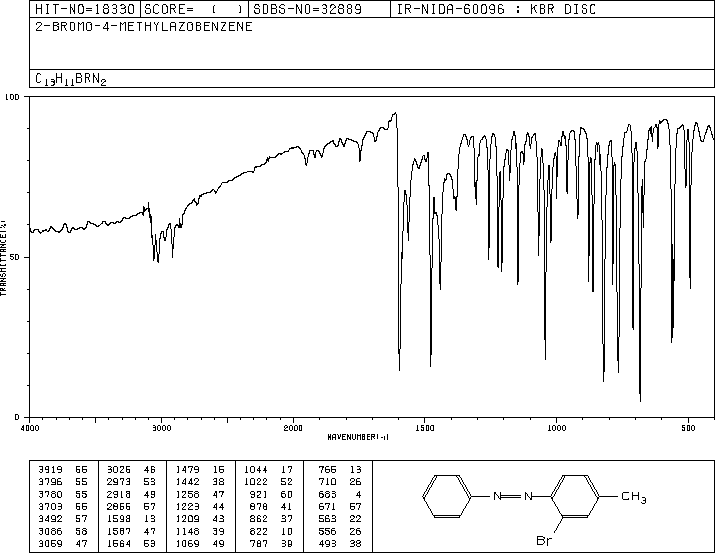 HIT-NO=18330 SCORE= ( ) SDBS-NO=32889 IR-NIDA-60096 : KBR DISC
2-BROMO-4-METHYLAZOBENZENE
C13H11BRN2
100
50
0
TRANSMITTANCE(%)
4000 3000 2000 1500 1000 500
WAVENUMBER(-1)
3919 55 3026 46 1479 15 1044 17 766 13
3796 55 2973 53 1442 38 1022 52 710 26
3780 55 2918 49 1258 47 921 60 683 4
3703 55 2866 57 1223 44 878 41 671 57
3492 57 1598 13 1209 43 862 37 563 22
3086 58 1587 47 1148 39 822 10 556 26
3059 47 1564 53 1069 49 787 39 493 38
N N CH3
Br